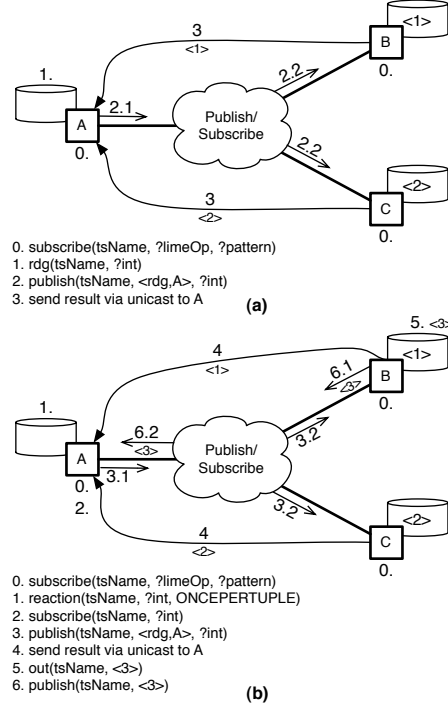 3
<1>
B
<1>
0.
1.
2.1
2.2
A
Publish/
Subscribe
0.
2.2
3
<2>
C
<2>
0.
0. subscribe(tsName, ?limeOp, ?pattern)
1. rdg(tsName, ?int)
2. publish(tsName, <rdg,A>, ?int)
3. send result via unicast to A
(a)
5. <3>
4
<1>
B
<1>
6.1
<3>
0.
1.
6.2
<3>
3.2
A
Publish/
Subscribe
0.
3.1
2.
3.2
4
<2>
C
<2>
0.
0. subscribe(tsName, ?limeOp, ?pattern)
1. reaction(tsName, ?int, ONCEPERTUPLE)
2. subscribe(tsName, ?int)
3. publish(tsName, <rdg,A>, ?int)
4. send result via unicast to A
5. out(tsName, <3>)
6. publish(tsName, <3>)
(b)